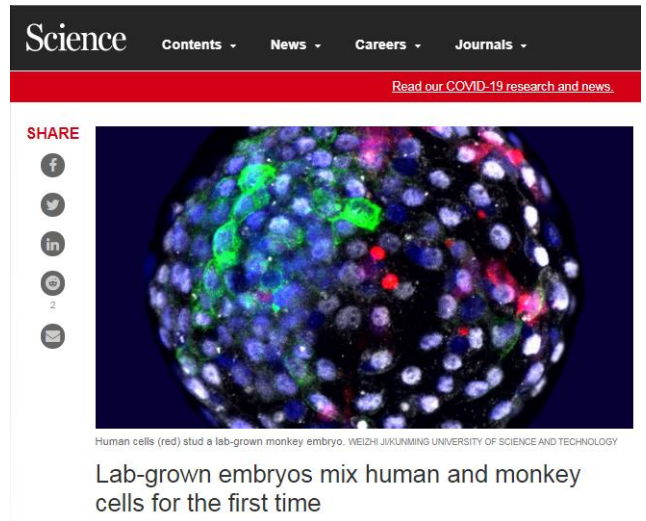 Science
Contents News Careers Journals
Read our COVID-19 research and news.
SHARE
2
Human cells (red) stud a lab-grown monkey embryo. WEIZHI JI/KUNMING UNIVERSITY OF SCIENCE AND TECHNOLOGY
Lab-grown embryos mix human and monkey
cells for the first time